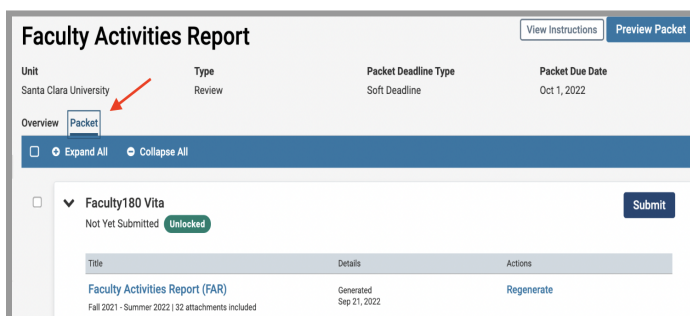 Faculty Activities Report
View Instructions
Preview Packet
Unit Type Packet Deadline Type Packet Due Date
Santa Clara University Review Soft Deadline Oct 1, 2022
Overview Packet
Expand All Collapse All
Faculty180 Vita
Submit
Not Yet Submitted Unlocked
Title Details Actions
Faculty Activities Report (FAR) Generated Regenerate
Fall 2021 - Summer 2022 | 32 attachments included Sep 21, 2022